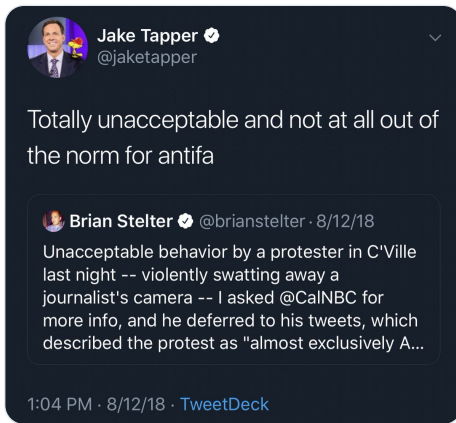 Jake Tapper
@jaketapper
Totally unacceptable and not at all out of
the norm for antifa
Brian Stelter @brianstelter · 8/12/18
Unacceptable behavior by a protester in C'Ville
last night -- violently swatting away a
journalist's camera -- I asked @CalNBC for
more info, and he deferred to his tweets, which
described the protest as "almost exclusively A...
1:04 PM · 8/12/18 · TweetDeck